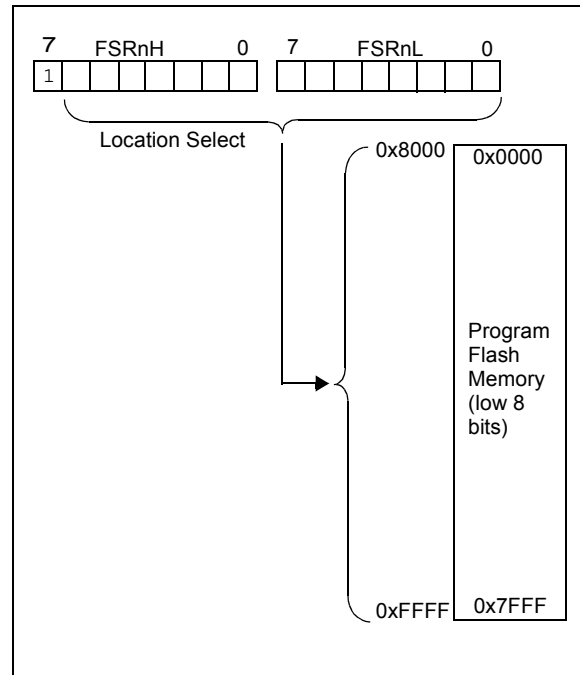 7 FSRnH 0 7 FSRnL 0
1
Location Select
0x8000 0x0000
Program
Flash
Memory
(low 8
bits)
0xFFFF 0x7FFF